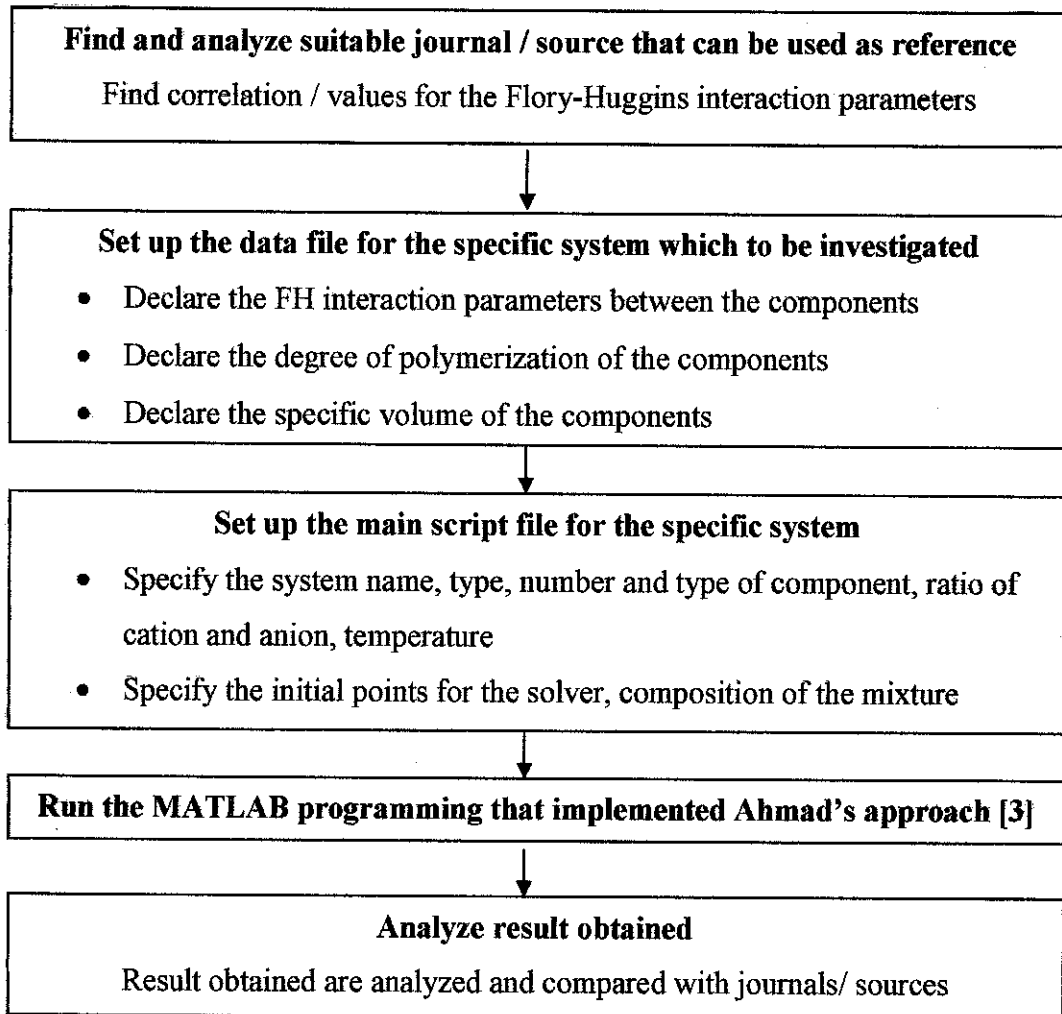 Find and analyze suitable journal / source that can be used as reference
Find correlation / values for the Flory-Huggins interaction parameters
Set up the data file for the specific system which to be investigated
• Declare the FH interaction parameters between the components
• Declare the degree of polymerization of the components
• Declare the specific volume of the components
Set up the main script file for the specific system
• Specify the system name, type, number and type of component, ratio of
cation and anion, temperature
• Specify the initial points for the solver, composition of the mixture
Run the MATLAB programming that implemented Ahmad's approach [3]
Analyze result obtained
Result obtained are analyzed and compared with journals/ sources